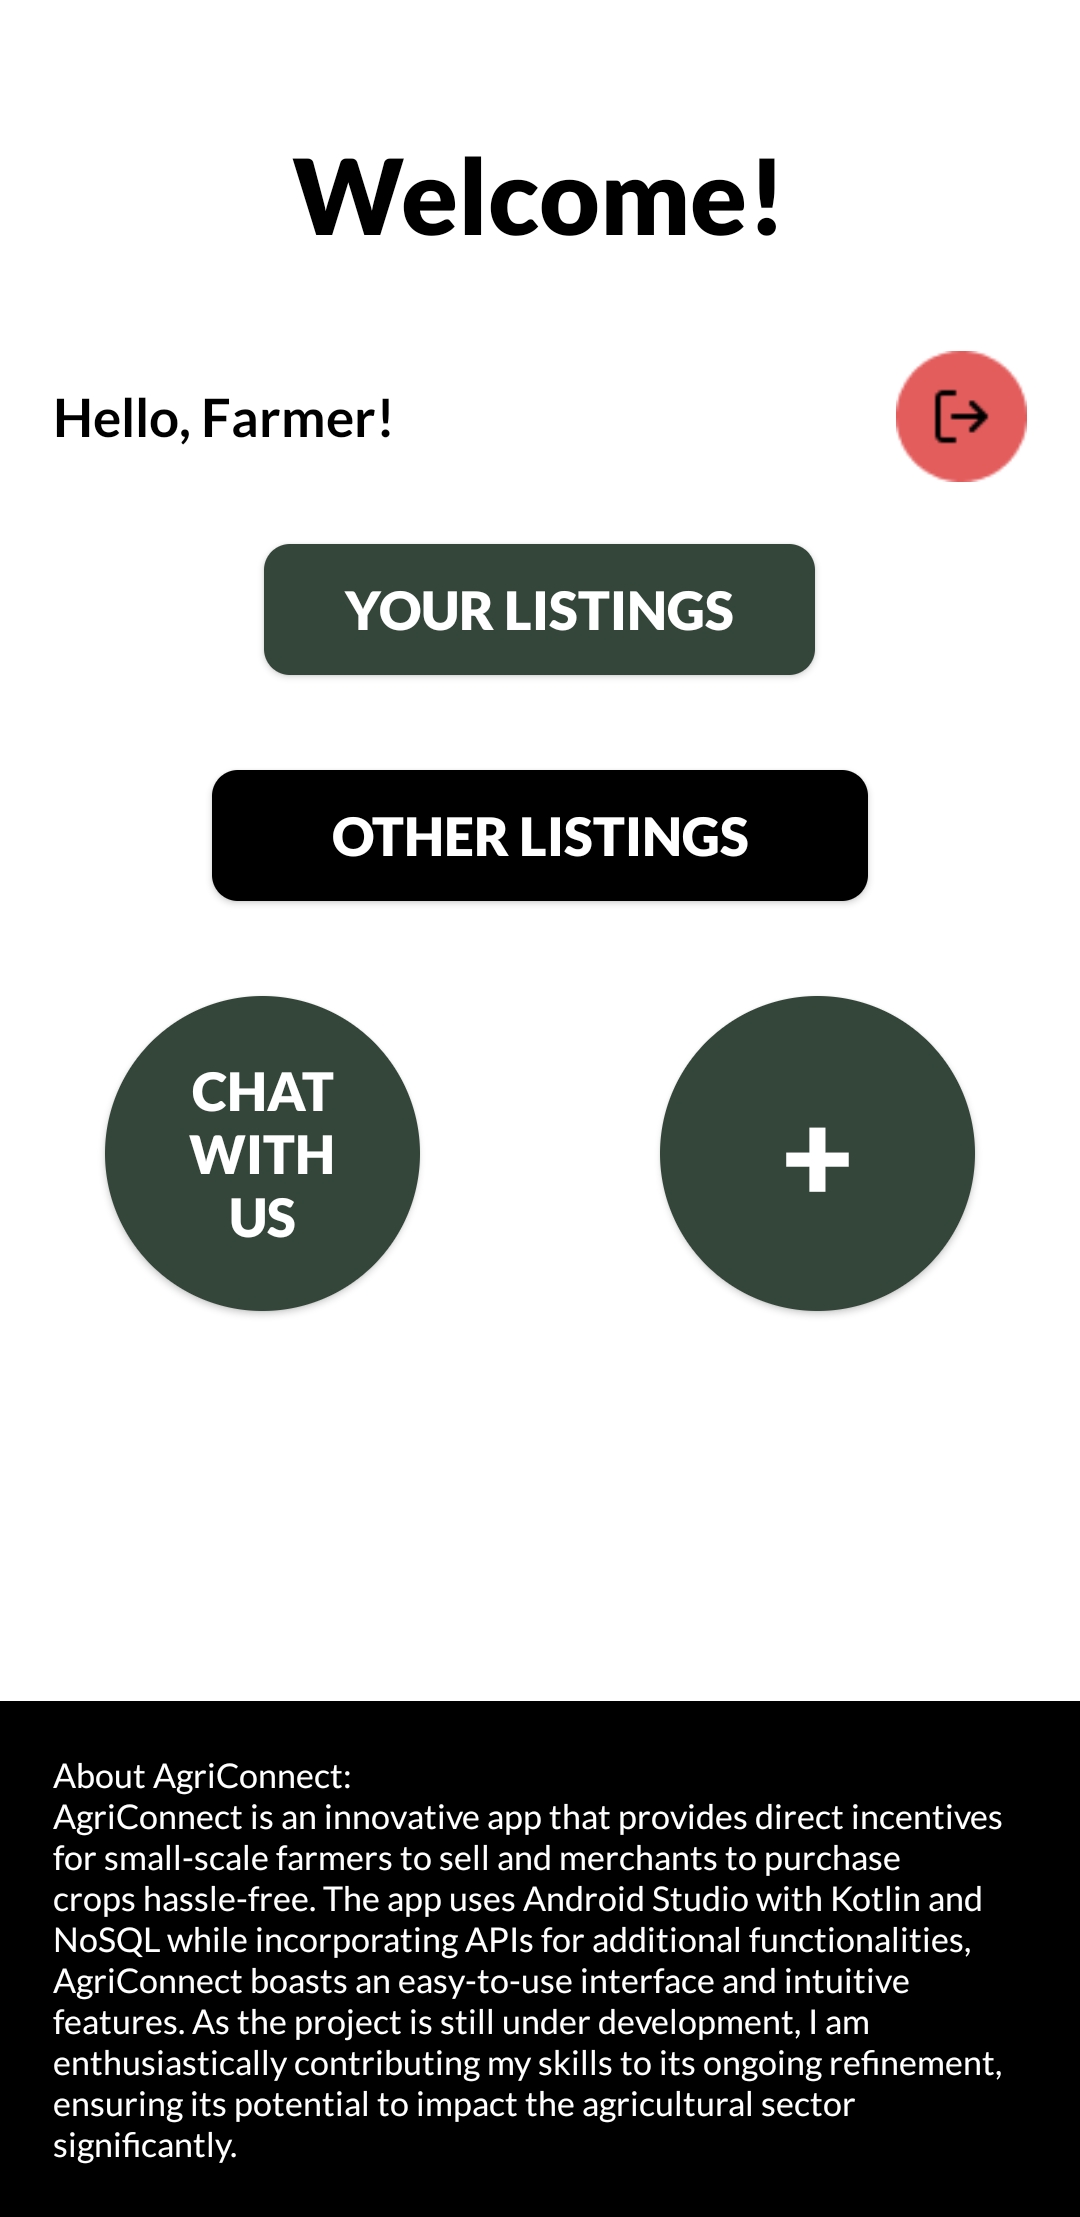 Welcome!
Hello, Farmer!
YOUR LISTINGS
OTHER LISTINGS
CHAT
WITH
US
+
About AgriConnect:
AgriConnect is an innovative app that provides direct incentives
for small-scale farmers to sell and merchants to purchase
crops hassle-free. The app uses Android Studio with Kotlin and
NoSQL while incorporating APIs for additional functionalities,
AgriConnect boasts an easy-to-use interface and intuitive
features. As the project is still under development, I am
enthusiastically contributing my skills to its ongoing refinement,
ensuring its potential to impact the agricultural sector
significantly.